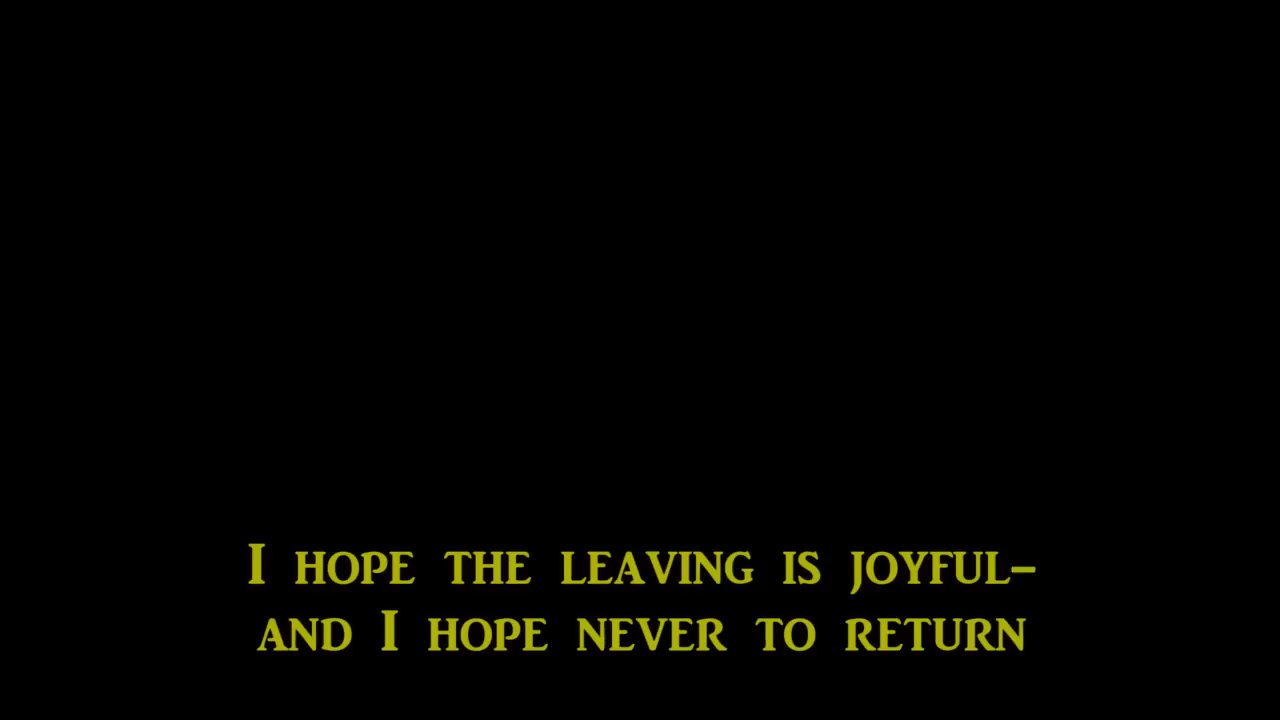 I hope the leaving is joyful–
and I hope never to return